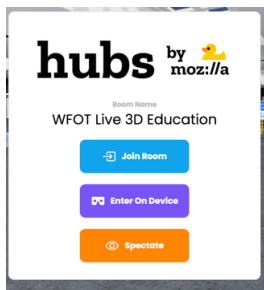 hubs by
moz://a
Room Name
WFOT Live 3D Education
Join Room
Enter On Device
Spectate